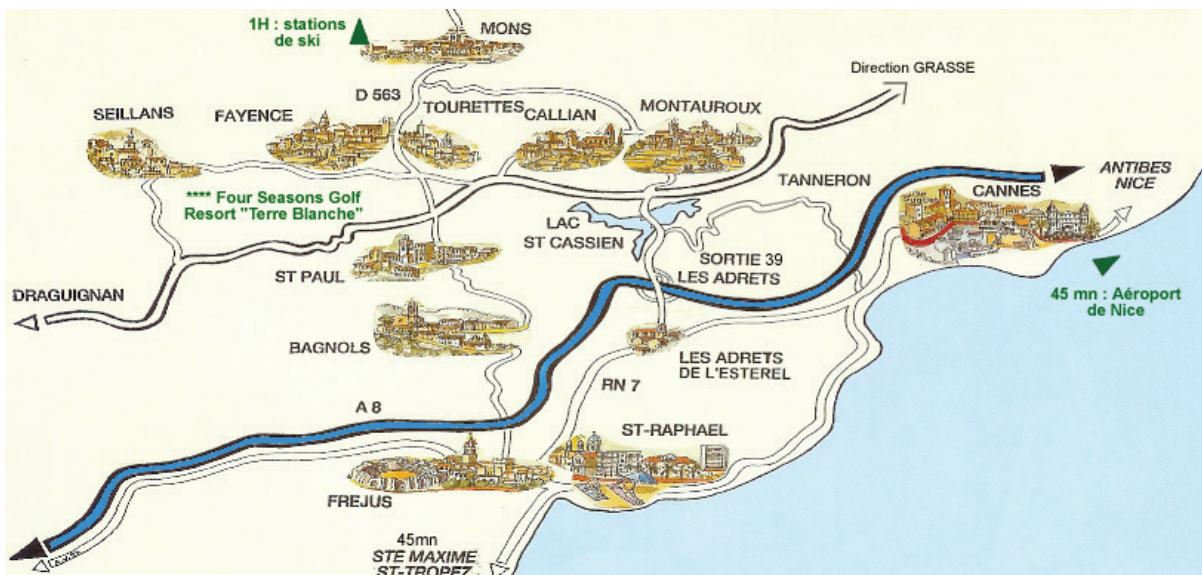 1H : stations
de ski
MONS
Direction GRASSE
D 563
SEILLANS
FAYENCE
TOURETTES
CALLIAN
MONTAUROUX
ANTIBES
NICE
TANNERON
CANNES
**** Four Seasons Golf
Resort "Terre Blanche"
LAC
ST CASSIEN
SORTIE 39
LES ADRETS
ST PAUL
DRAGUIGNAN
45 mn : Aéroport
de Nice
BAGNOLS
LES ADRETS
DE L'ESTEREL
RN 7
A 8
ST-RAPHAEL
FREJUS
45mn
STE MAXIME
ST-TROPEZ